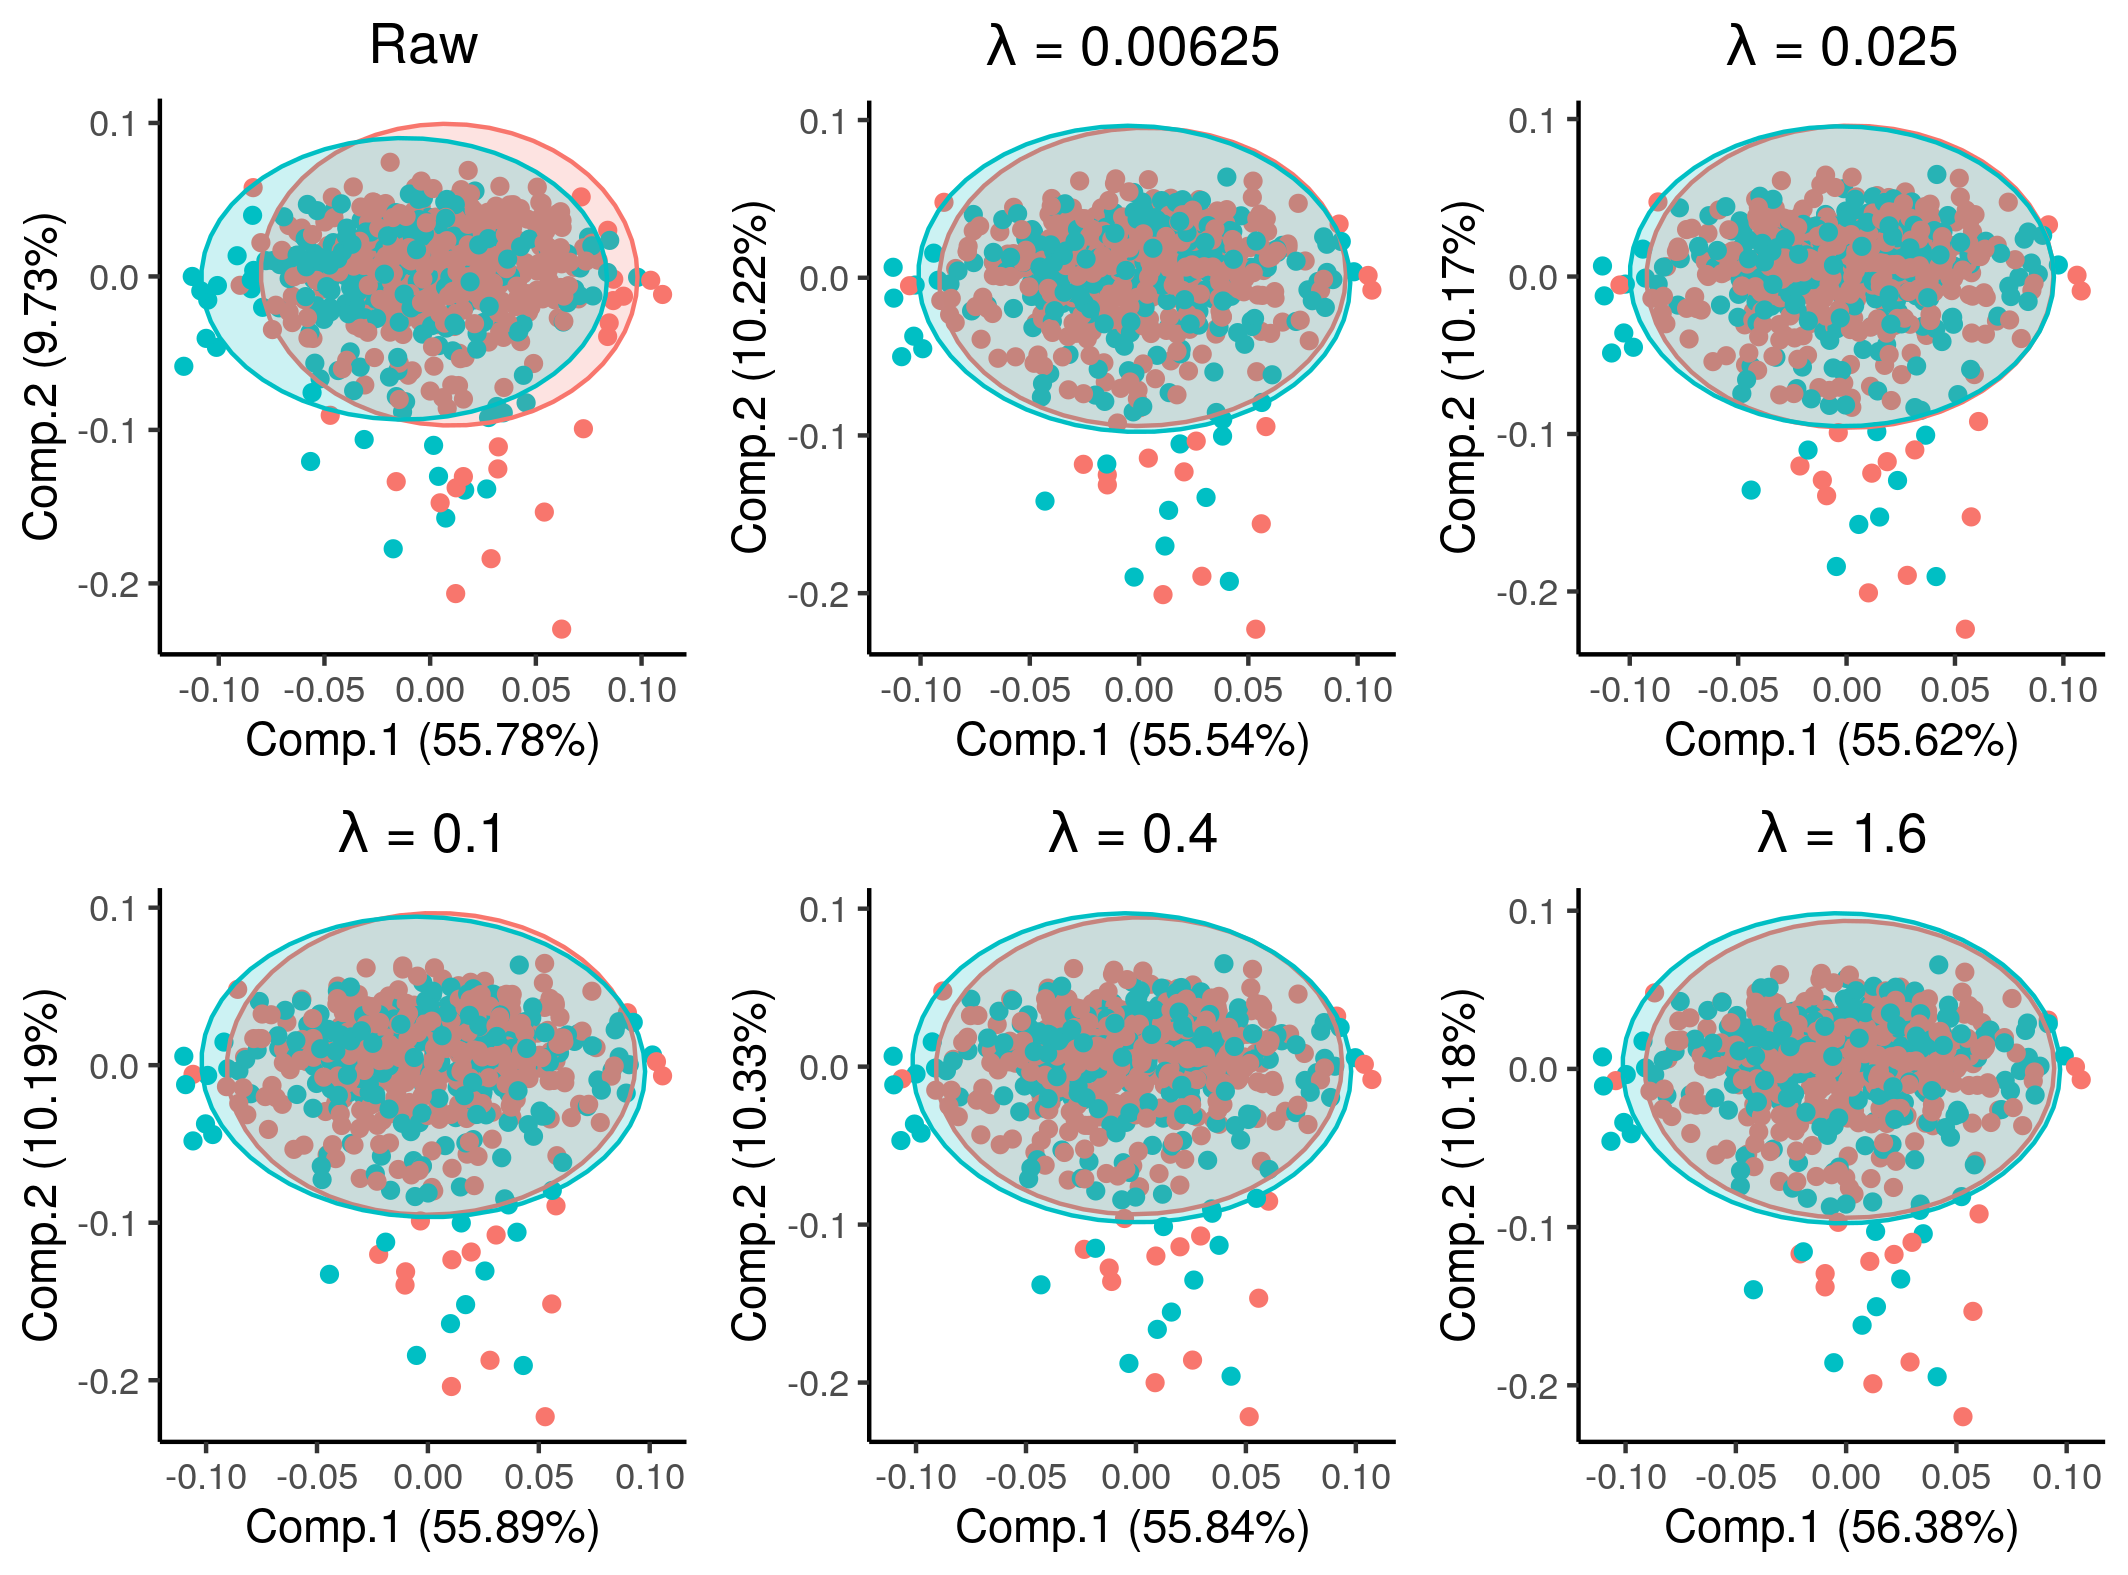 Raw
0.1
0.0
-0.1
-0.2
Comp.2 (9.73%)
-0.10 -0.05 0.00 0.05 0.10
Comp.1 (55.78%)
λ = 0.00625
0.1
0.0
-0.1
-0.2
Comp.2 (10.22%)
-0.10 -0.05 0.00 0.05 0.10
Comp.1 (55.54%)
λ = 0.025
0.1
0.0
-0.1
-0.2
Comp.2 (10.17%)
-0.10 -0.05 0.00 0.05 0.10
Comp.1 (55.62%)
λ = 0.1
0.1
0.0
-0.1
-0.2
Comp.2 (10.19%)
-0.10 -0.05 0.00 0.05 0.10
Comp.1 (55.89%)
λ = 0.4
0.1
0.0
-0.1
-0.2
Comp.2 (10.33%)
-0.10 -0.05 0.00 0.05 0.10
Comp.1 (55.84%)
λ = 1.6
0.1
0.0
-0.1
-0.2
Comp.2 (10.18%)
-0.10 -0.05 0.00 0.05 0.10
Comp.1 (56.38%)